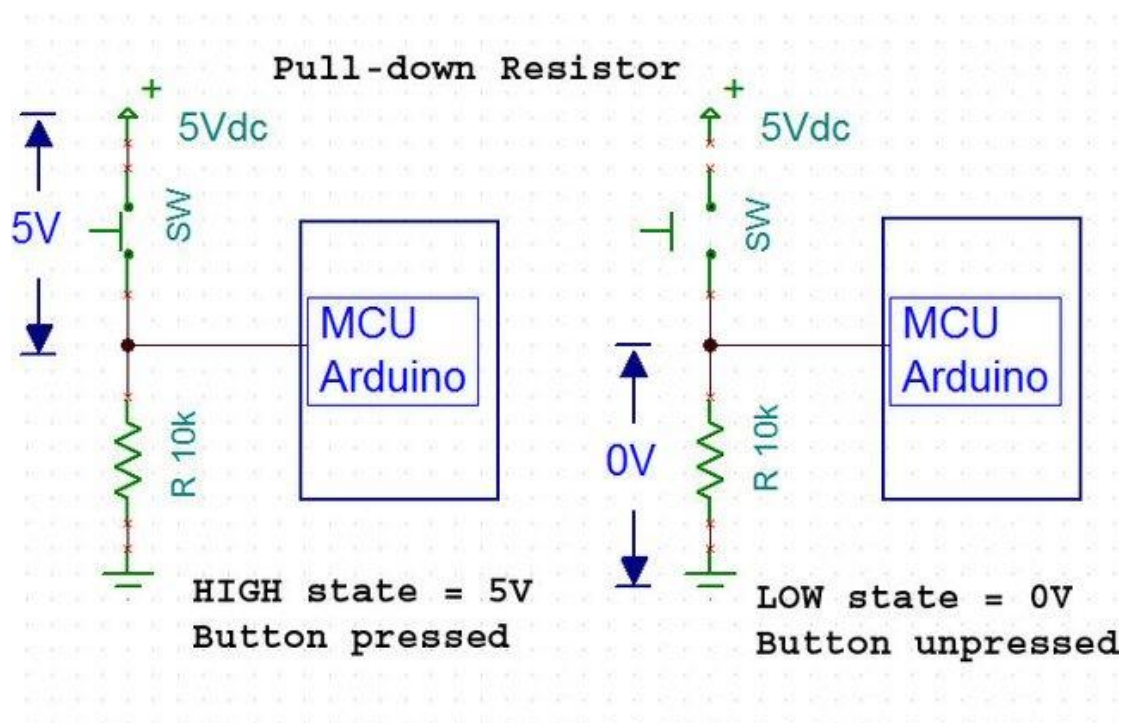 Pull-down Resistor
+
5Vdc
SW
5V
MCU
Arduino
R 10k
HIGH state = 5V
Button pressed
+
5Vdc
SW
MCU
Arduino
0V
R 10k
LOW state = 0V
Button unpressed